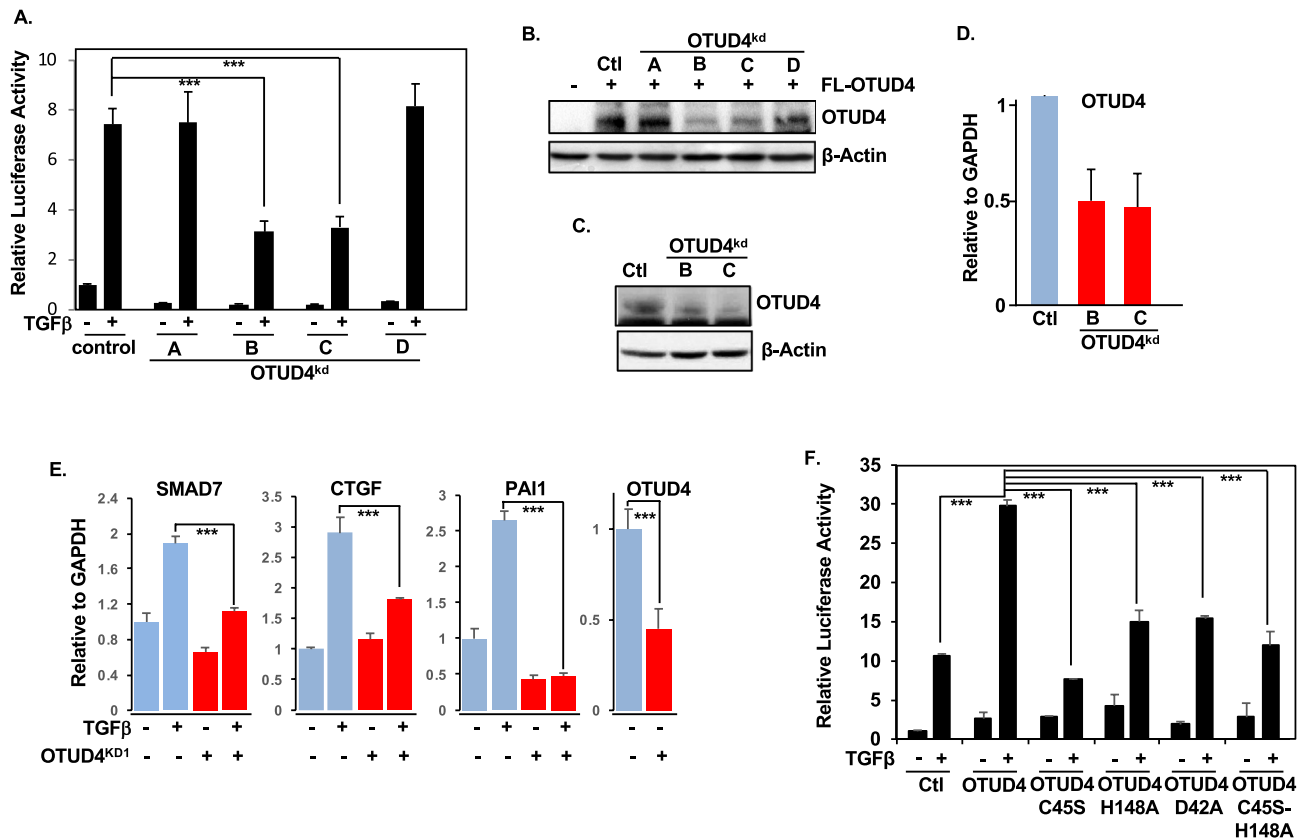 A.
Relative Luciferase Activity
10
8
6
4
2
0
***
***
TGFβ - + - + - + - + - +
control A B C D
OTUD4kd
B.
OTUD4kd
Ctl A B C D
- + + + + + FL-OTUD4
OTUD4
β-Actin
C.
OTUD4kd
Ctl B C
OTUD4
β-Actin
D.
OTUD4
Relative to GAPDH
1
0.5
0
Ctl B C
OTUD4kd
E.
SMAD7 CTGF PAI1 OTUD4
Relative to GAPDH
2.4
2
1.6
1.2
0.8
0.4
0
***
3.5
3
2.5
2
1.5
1
0.5
0
***
3
2.5
2
1.5
1
0.5
0
***
1
0.5
0
***
TGFβ - + - + - + - + - + - +
OTUD4KD1 - - + + - - + + - - + + - +
F.
Relative Luciferase Activity
35
30
25
20
15
10
5
0
*** *** *** *** ***
TGFβ - + - + - + - + - + - +
Ctl OTUD4 OTUD4 OTUD4 OTUD4 OTUD4
C45S H148A D42A C45S-
H148A